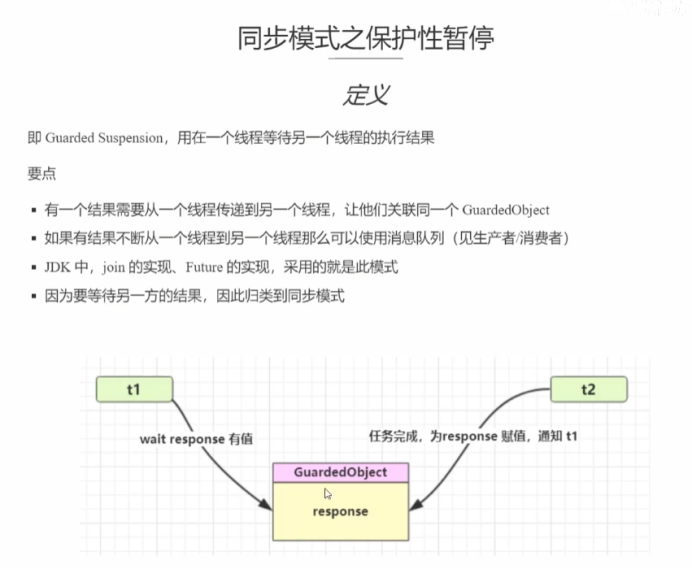 同步模式之保护性暂停
定义
即 Guarded Suspension，用在一个线程等待另一个线程的执行结果
要点
▪ 有一个结果需要从一个线程传递到另一个线程，让他们关联同一个 GuardedObject
▪ 如果有结果不断从一个线程到另一个线程那么可以使用消息队列（见生产者/消费者）
▪ JDK 中，join 的实现、Future 的实现，采用的就是此模式
▪ 因为要等待另一方的结果，因此归类到同步模式
t1
t2
wait response 有值
任务完成，为response 赋值，通知 t1
GuardedObject
response